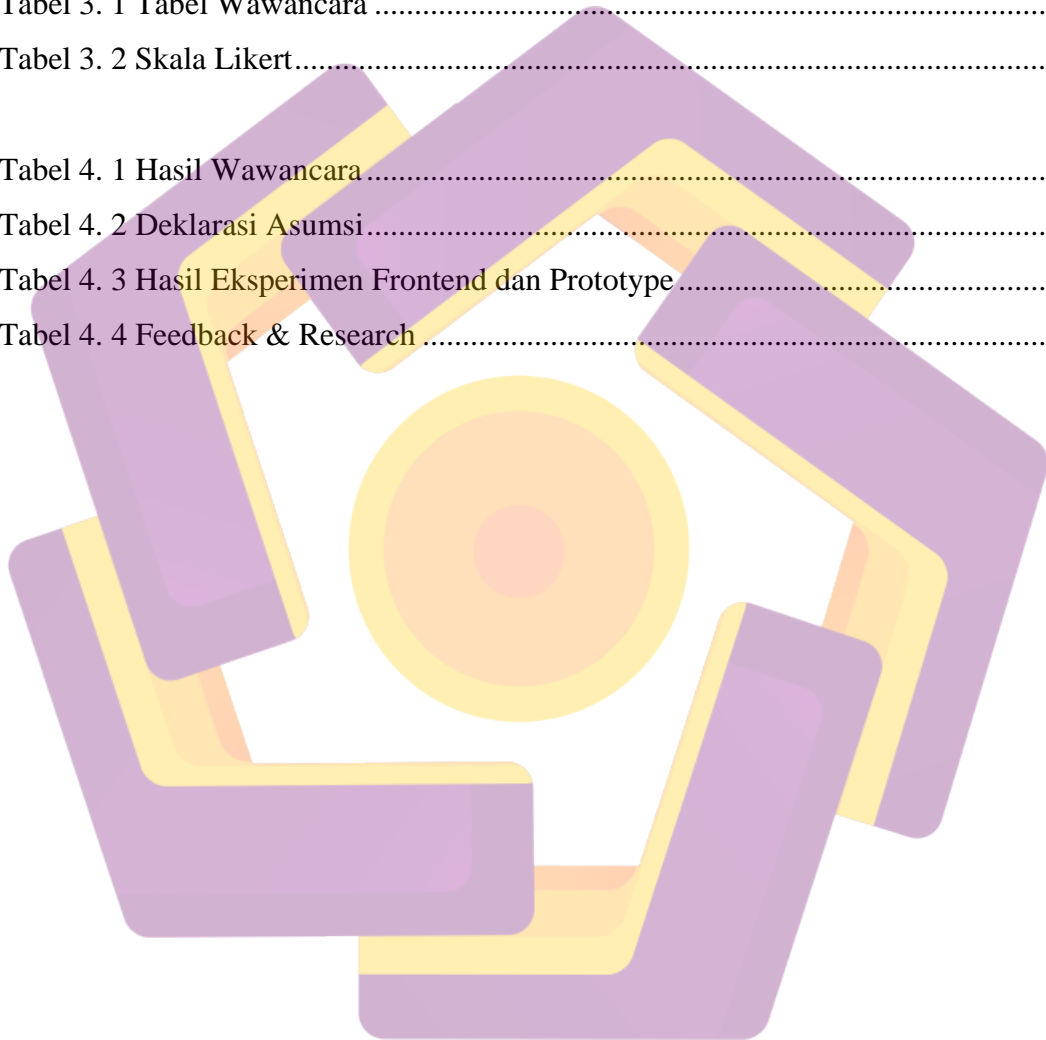 Tabel 3. 1 Tabel Wawancara ..........................................................................................
Tabel 3. 2 Skala Likert....................................................................................................
Tabel 4. 1 Hasil Wawancara ...........................................................................................
Tabel 4. 2 Deklarasi Asumsi ...........................................................................................
Tabel 4. 3 Hasil Eksperimen Frontend dan Prototype ................................................
Tabel 4. 4 Feedback & Research ....................................................................................